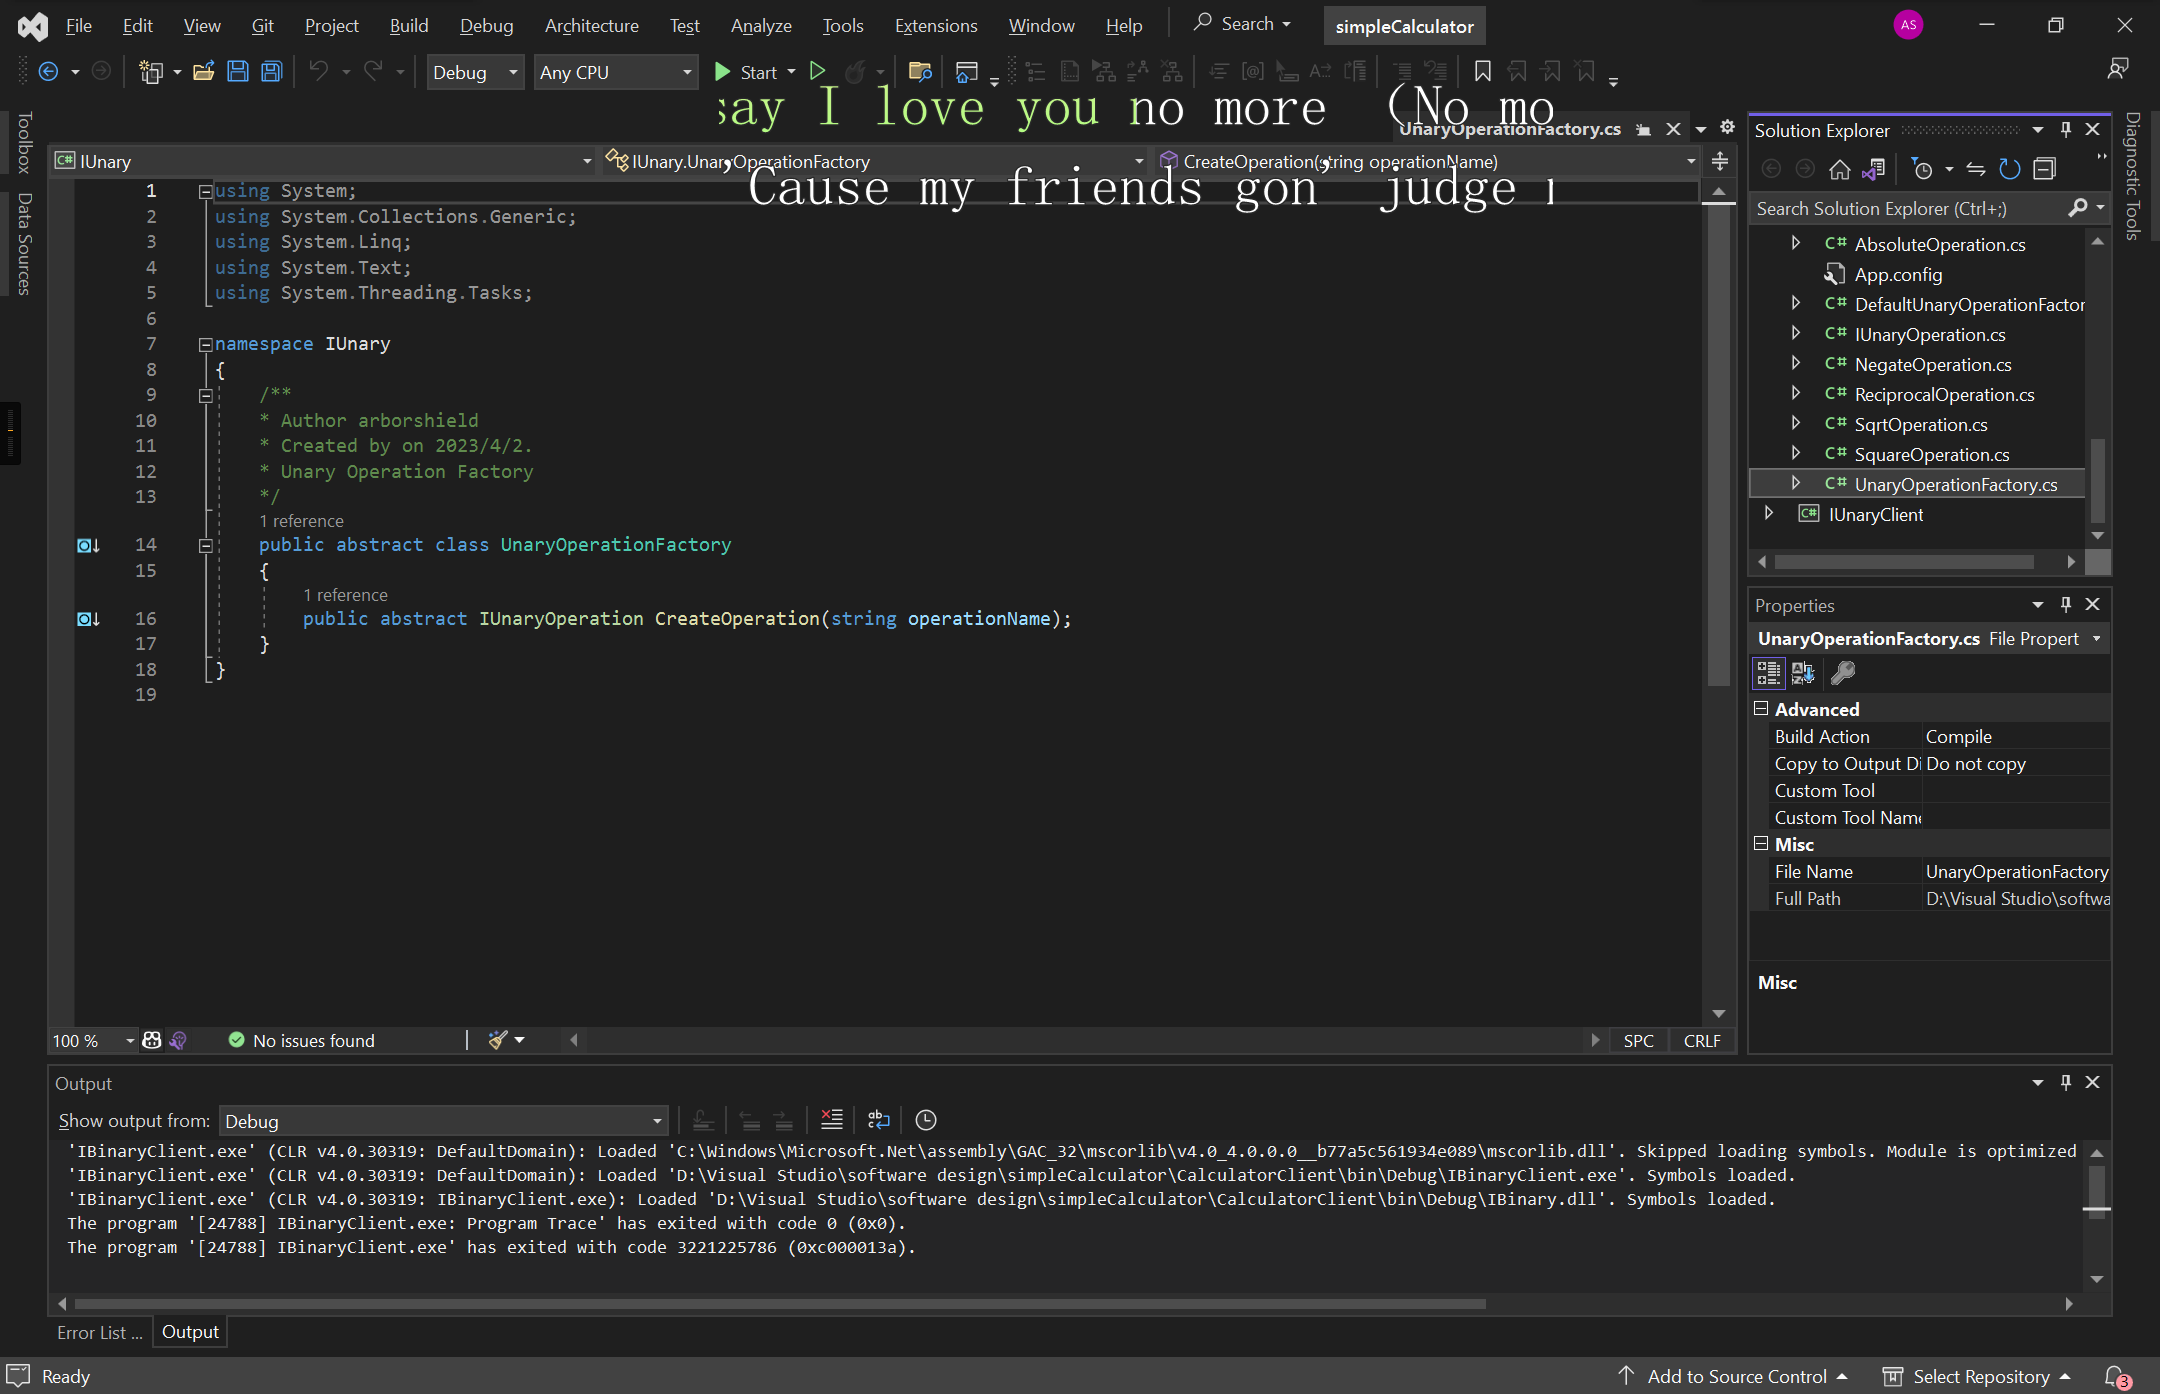 File Edit View Git Project Build Debug Architecture Test Analyze Tools Extensions Window Help Search simpleCalculator AS
Debug Any CPU Start
say I love you no more (No mo
UnaryOperationFactory.cs
'Cause my friends gon' judge
IUnary IUnary.UnaryOperationFactory CreateOperation(string operationName)
1 using System;
2 using System.Collections.Generic;
3 using System.Linq;
4 using System.Text;
5 using System.Threading.Tasks;
6
7 namespace IUnary
8 {
9 /**
10 * Author arborshield
11 * Created by on 2023/4/2.
12 * Unary Operation Factory
13 */
1 reference
14 public abstract class UnaryOperationFactory
15 {
1 reference
16 public abstract IUnaryOperation CreateOperation(string operationName);
17 }
18 }
19
Toolbox
Data Sources
100 % No issues found SPC CRLF
Solution Explorer
Search Solution Explorer (Ctrl+;)
C# AbsoluteOperation.cs
App.config
C# DefaultUnaryOperationFactor
C# IUnaryOperation.cs
C# NegateOperation.cs
C# ReciprocalOperation.cs
C# SqrtOperation.cs
C# SquareOperation.cs
C# UnaryOperationFactory.cs
C# IUnaryClient
Diagnostic Tools
Properties
UnaryOperationFactory.cs File Propert
Advanced
Build Action Compile
Copy to Output Di Do not copy
Custom Tool
Custom Tool Name
Misc
File Name UnaryOperationFactory
Full Path D:\Visual Studio\softwa
Misc
Output
Show output from: Debug
'IBinaryClient.exe' (CLR v4.0.30319: DefaultDomain): Loaded 'C:\Windows\Microsoft.Net\assembly\GAC_32\mscorlib\v4.0_4.0.0.0__b77a5c561934e089\mscorlib.dll'. Skipped loading symbols. Module is optimized
'IBinaryClient.exe' (CLR v4.0.30319: DefaultDomain): Loaded 'D:\Visual Studio\software design\simpleCalculator\CalculatorClient\bin\Debug\IBinaryClient.exe'. Symbols loaded.
'IBinaryClient.exe' (CLR v4.0.30319: IBinaryClient.exe): Loaded 'D:\Visual Studio\software design\simpleCalculator\CalculatorClient\bin\Debug\IBinary.dll'. Symbols loaded.
The program '[24788] IBinaryClient.exe: Program Trace' has exited with code 0 (0x0).
The program '[24788] IBinaryClient.exe' has exited with code 3221225786 (0xc000013a).
Error List ... Output
Ready Add to Source Control Select Repository 3